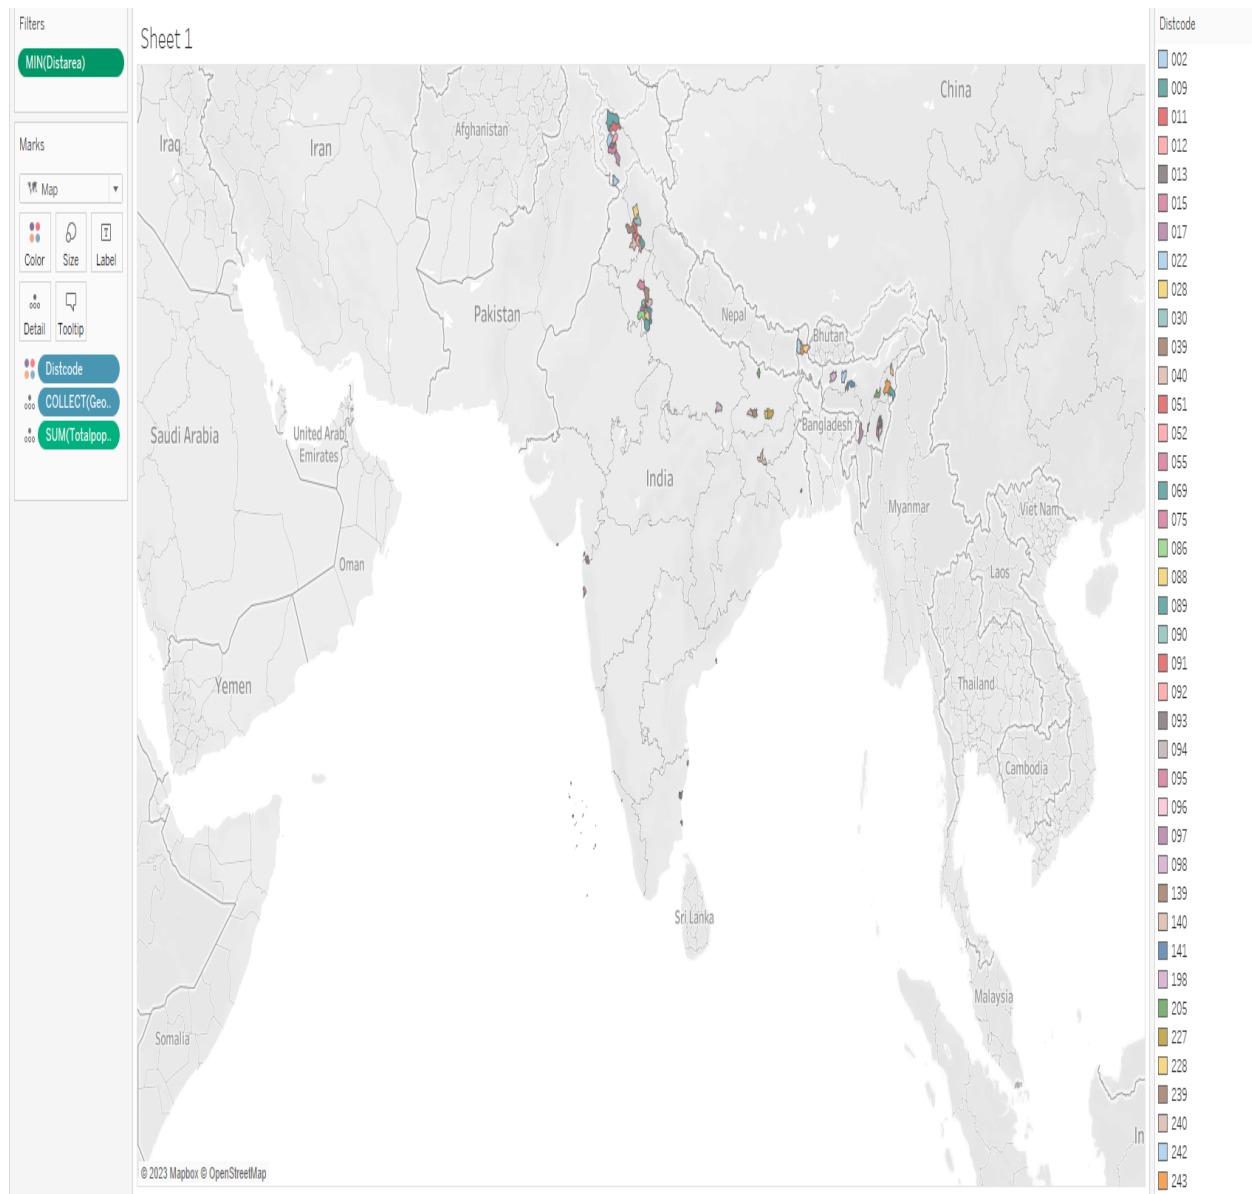 Filters
MIN(Distarea)
Marks
Map
Color
Size
Label
Detail
Tooltip
Distcode
COLLECT(Geo..
SUM(Totalpop..
Sheet 1
China
Afghanistan
Iraq
Iran
Pakistan
Nepal
Bhutan
Saudi Arabia
United Arab
Emirates
Bangladesh
India
Myanmar
Viet Nam
Oman
Laos
Yemen
Thailand
Cambodia
Sri Lanka
Malaysia
Somalia
In
© 2023 Mapbox © OpenStreetMap
Distcode
002
009
011
012
013
015
017
022
028
030
039
040
051
052
055
069
075
086
088
089
090
091
092
093
094
095
096
097
098
139
140
141
198
205
227
228
239
240
242
243